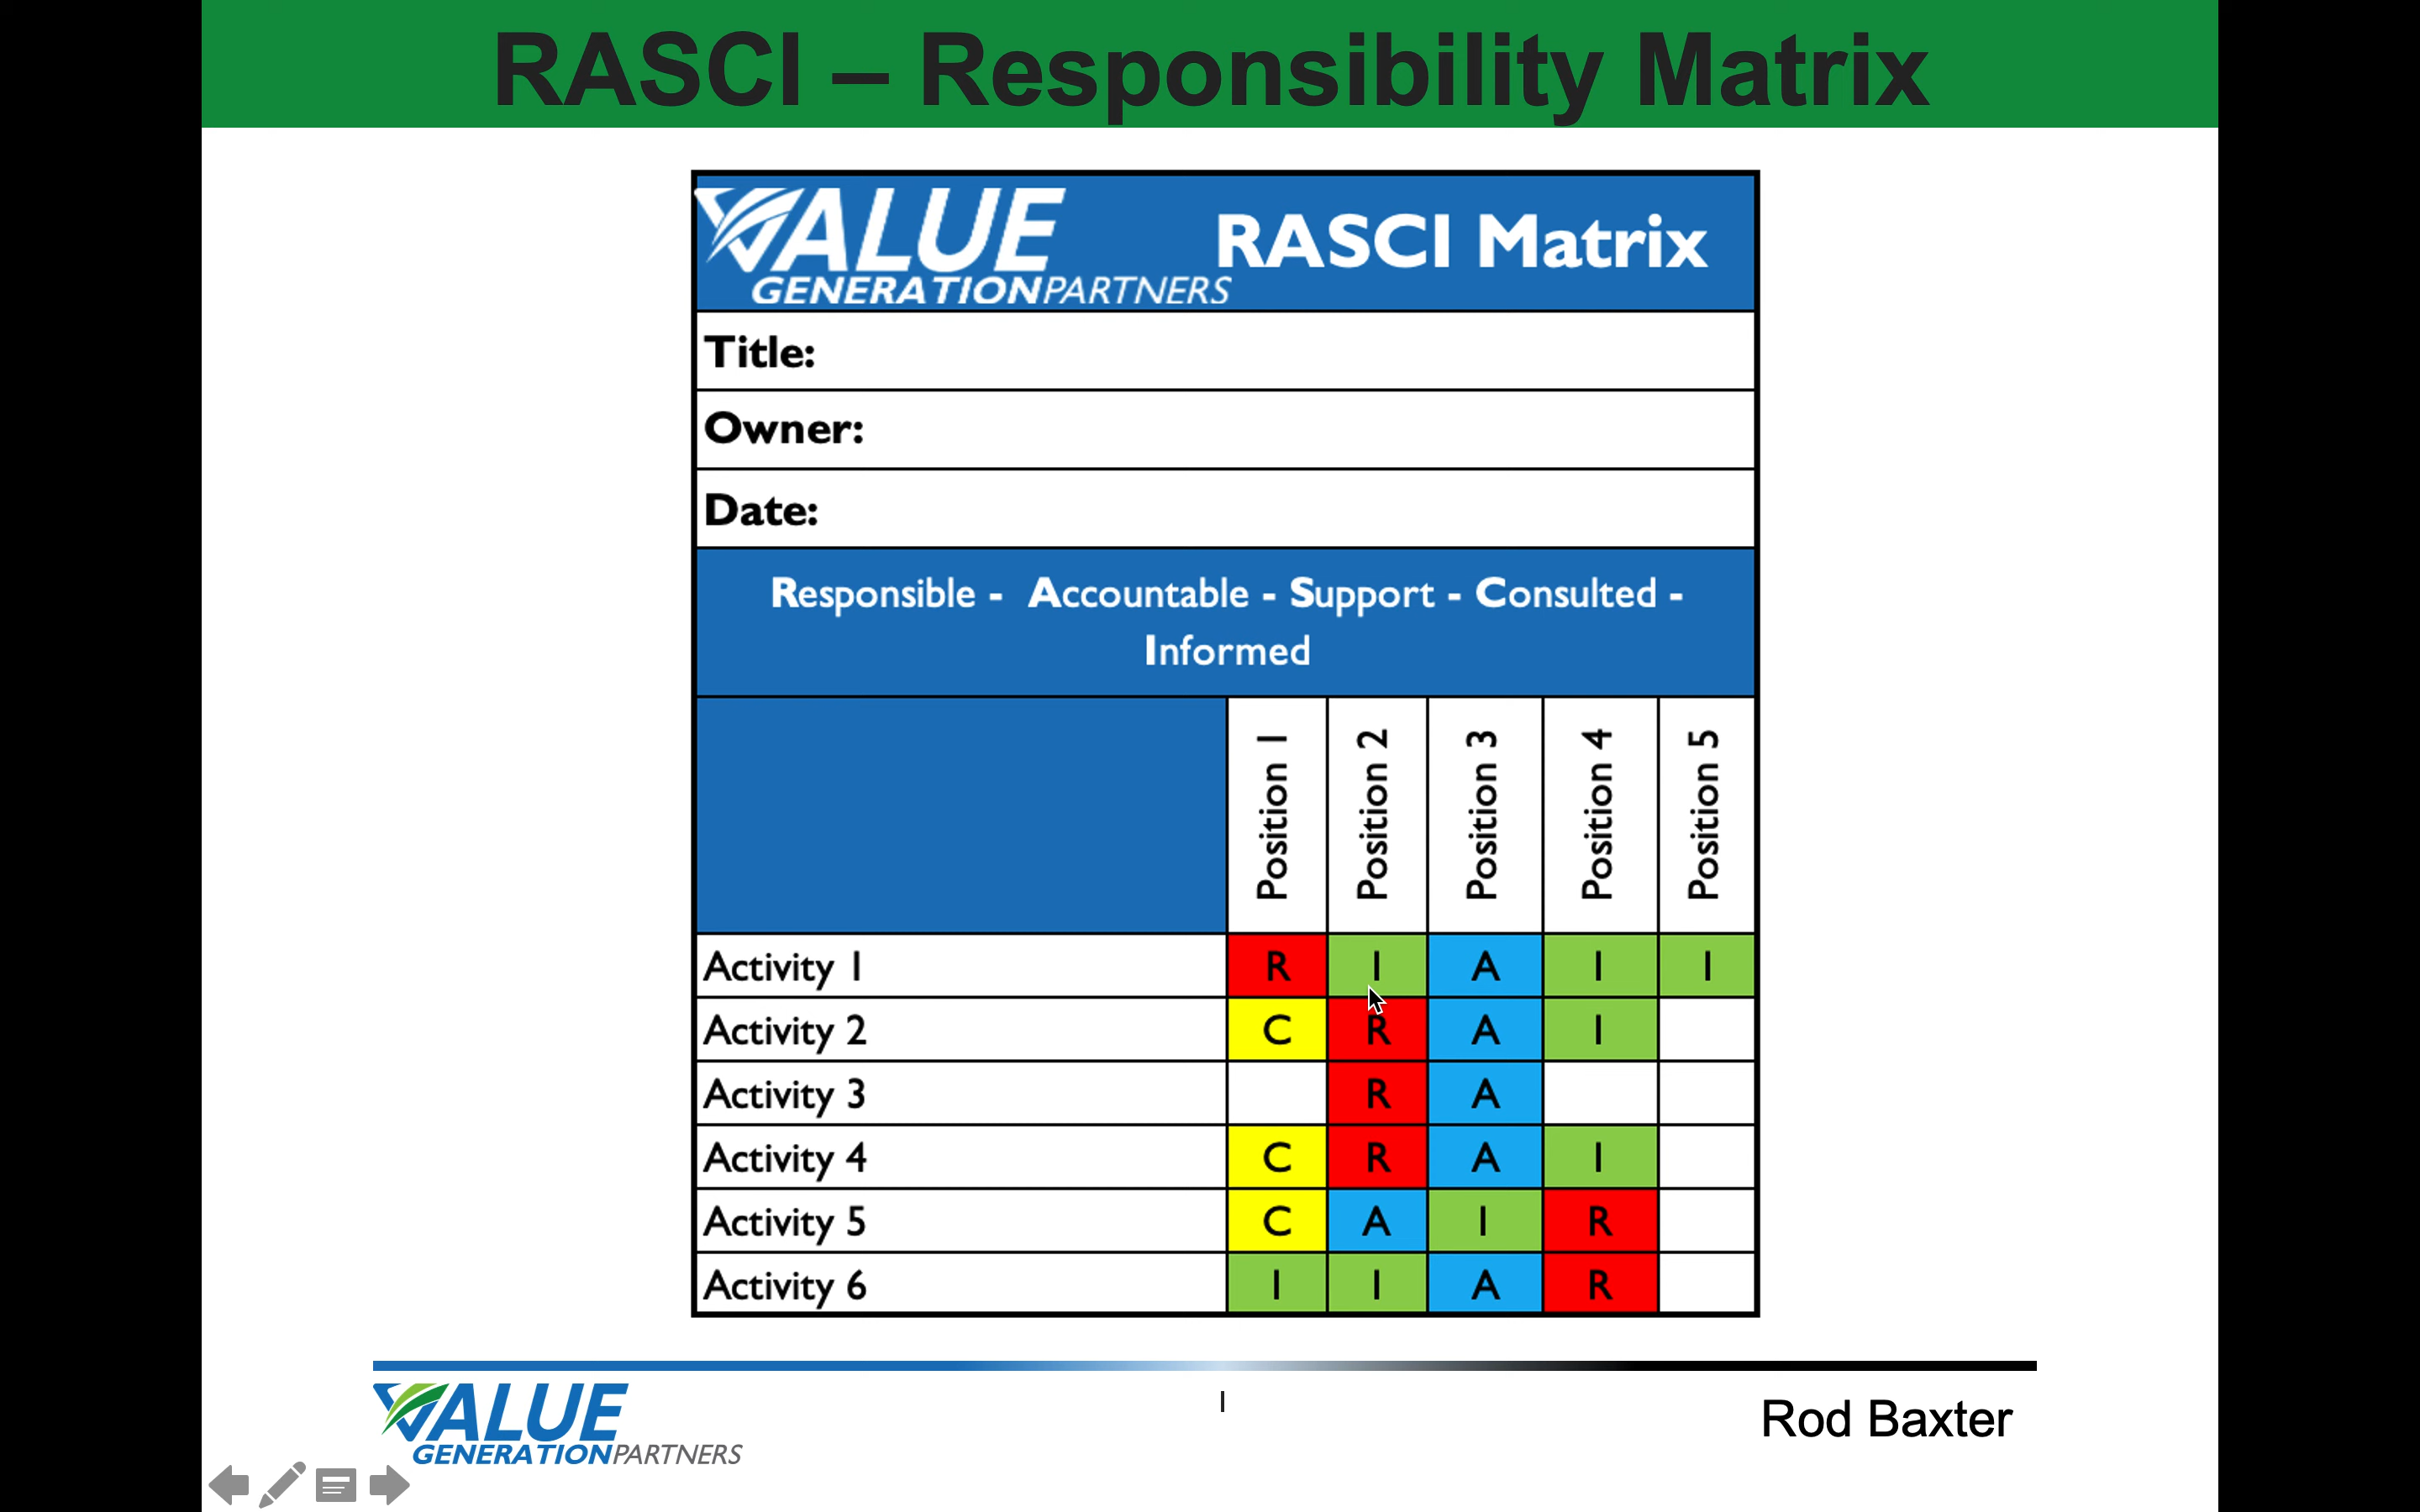 RASCI – Responsibility Matrix
VALUE
GENERATIONPARTNERS
RASCI Matrix
Title:
Owner:
Date:
Responsible - Accountable - Support - Consulted -
Informed
Position 1
Position 2
Position 3
Position 4
Position 5
Activity 1 R I A I I
Activity 2 C R A I
Activity 3 R A
Activity 4 C R A I
Activity 5 C A I R
Activity 6 I I A R
VALUE
GENERATIONPARTNERS
1
Rod Baxter